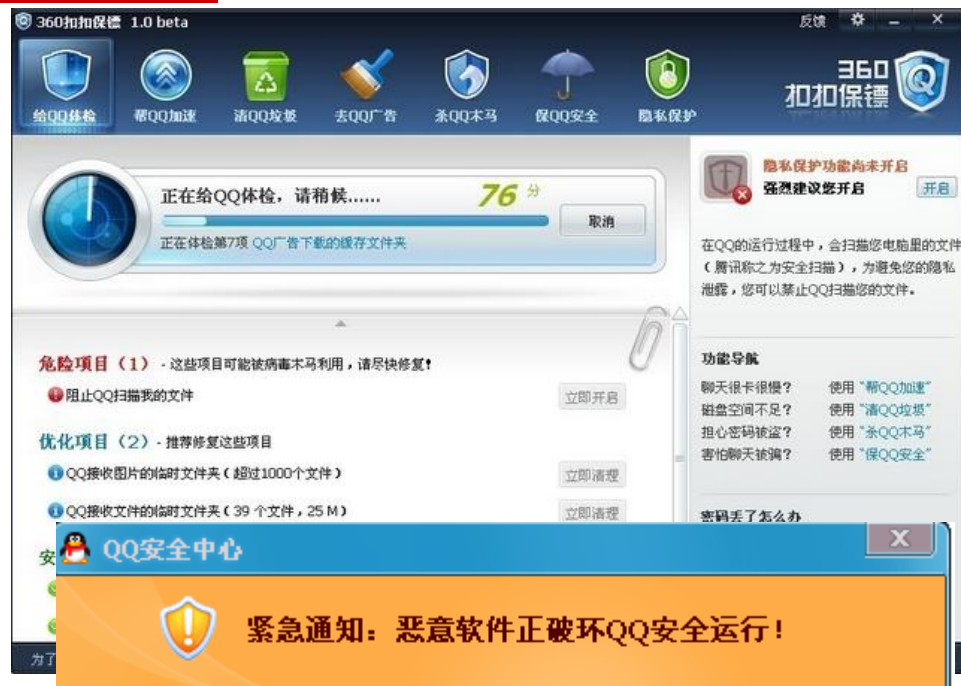 360扣扣保镖 1.0 beta
反馈
给QQ体检 帮QQ加速 清QQ垃圾 去QQ广告 杀QQ木马 保QQ安全 隐私保护
360
扣扣保镖
正在给QQ体检，请稍候...... 76 分
取消
正在体检第7项 QQ广告下载的缓存文件夹
隐私保护功能尚未开启
强烈建议您开启 开启
在QQ的运行过程中，会扫描您电脑里的文件
（腾讯称之为安全扫描），为避免您的隐私
泄露，您可以禁止QQ扫描您的文件。
危险项目（1）- 这些项目可能被病毒木马利用，请尽快修复!
阻止QQ扫描我的文件 立即开启
优化项目（2）- 推荐修复这些项目
QQ接收图片的临时文件夹（超过1000个文件） 立即清理
QQ接收文件的临时文件夹（39 个文件，25 M） 立即清理
安
功能导航
聊天很卡很慢? 使用 "帮QQ加速"
磁盘空间不足? 使用 "清QQ垃圾"
担心密码被盗? 使用 "杀QQ木马"
害怕聊天被骗? 使用 "保QQ安全"
密码丢了怎么办
QQ安全中心
X
紧急通知：恶意软件正破环QQ安全运行!
为了